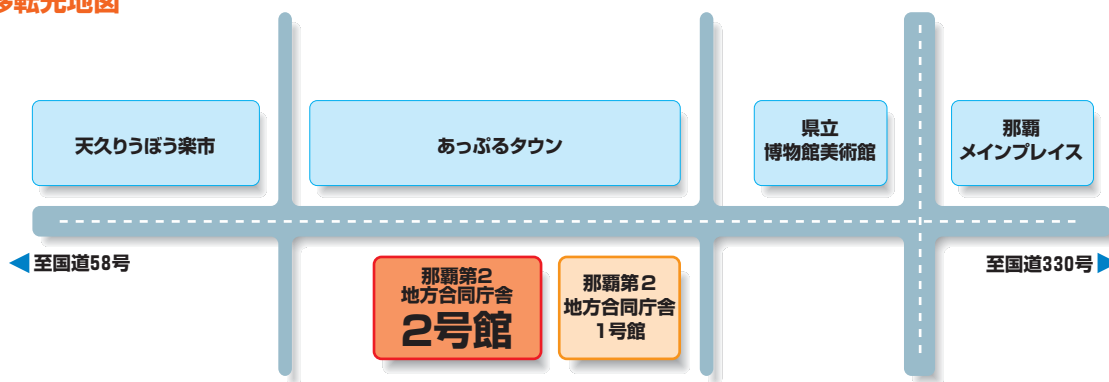 移転先地図
天久りうぼう楽市
あっぷるタウン
県立
博物館美術館
那覇
メインプレイス
至国道58号
至国道330号
那覇第2
地方合同庁舎
2号館
那覇第2
地方合同庁舎
1号館